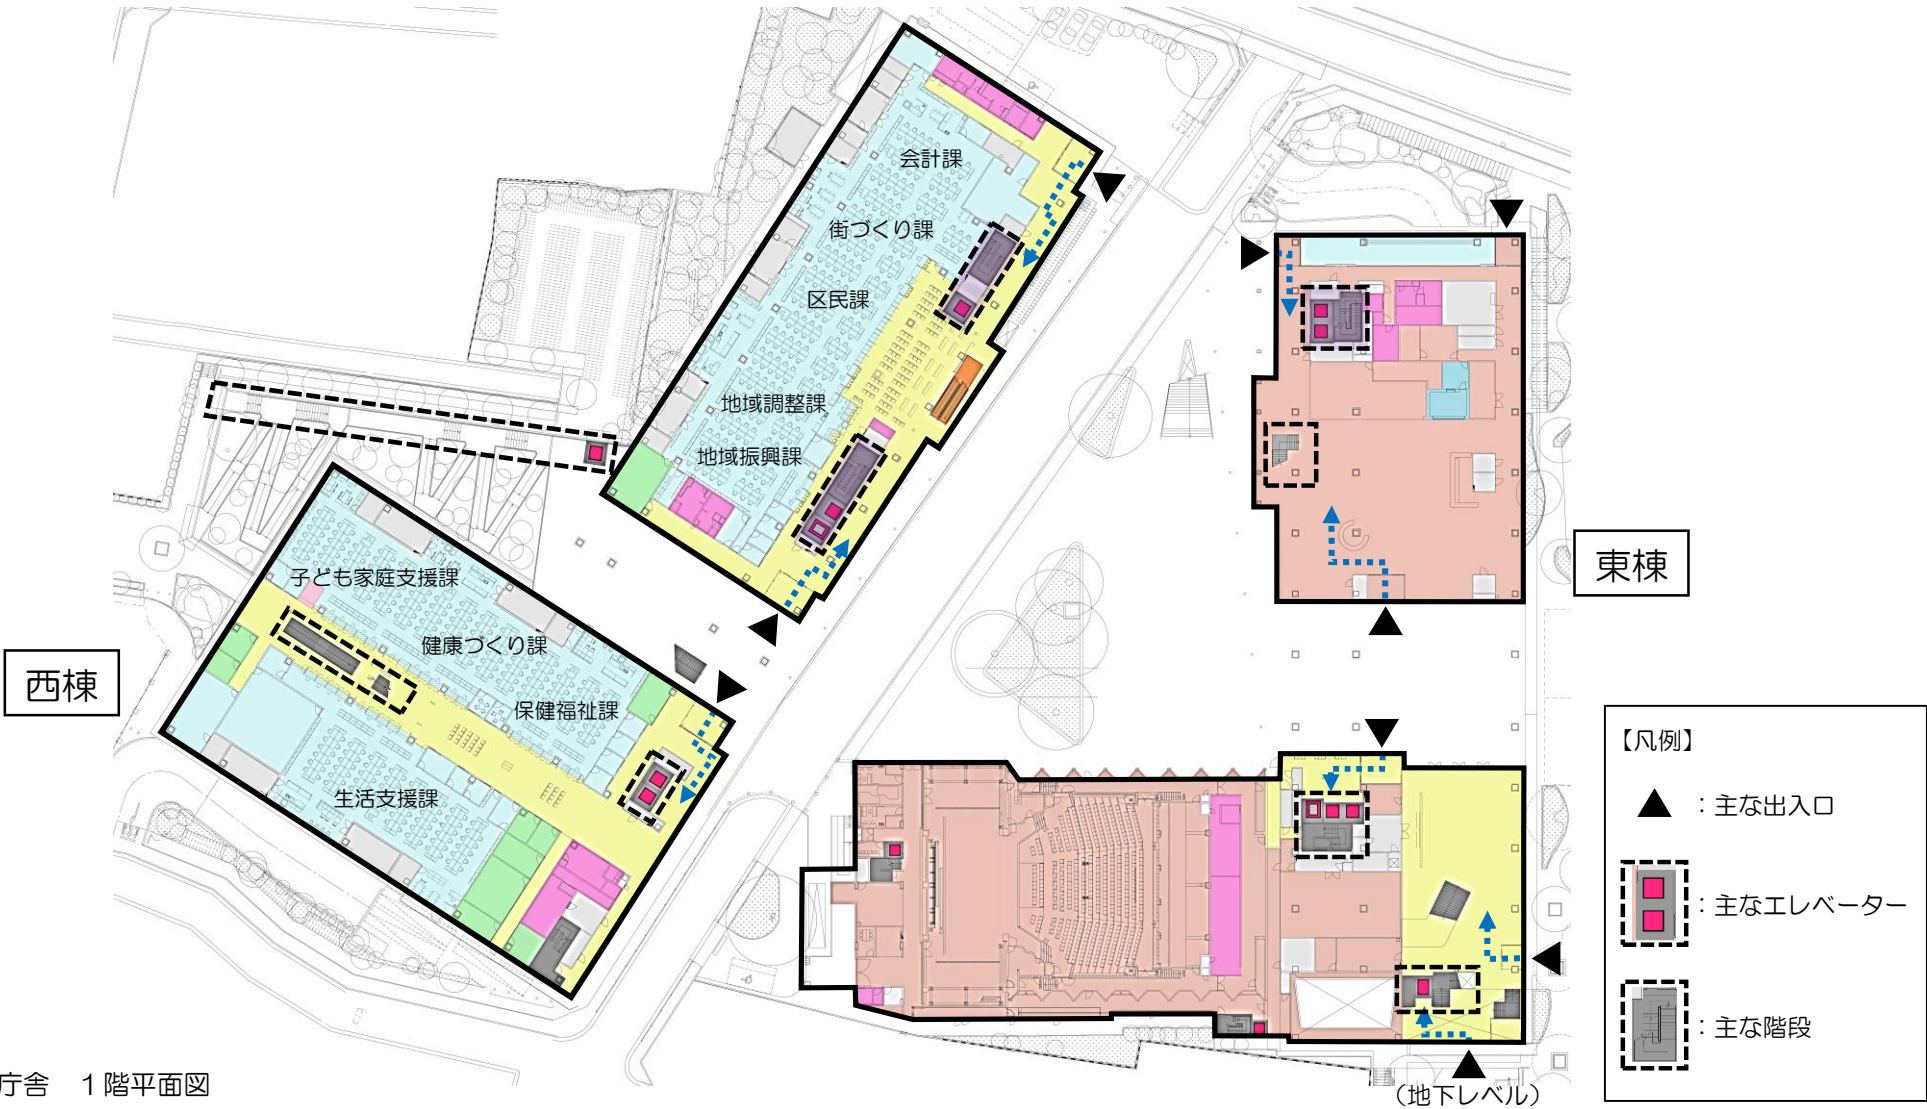 会計課
街づくり課
区民課
地域調整課
地域振興課
子ども家庭支援課
健康づくり課
保健福祉課
生活支援課
西棟
東棟
【凡例】
：主な出入口
：主なエレベーター
：主な階段
（地下レベル）
庁舎　１階平面図